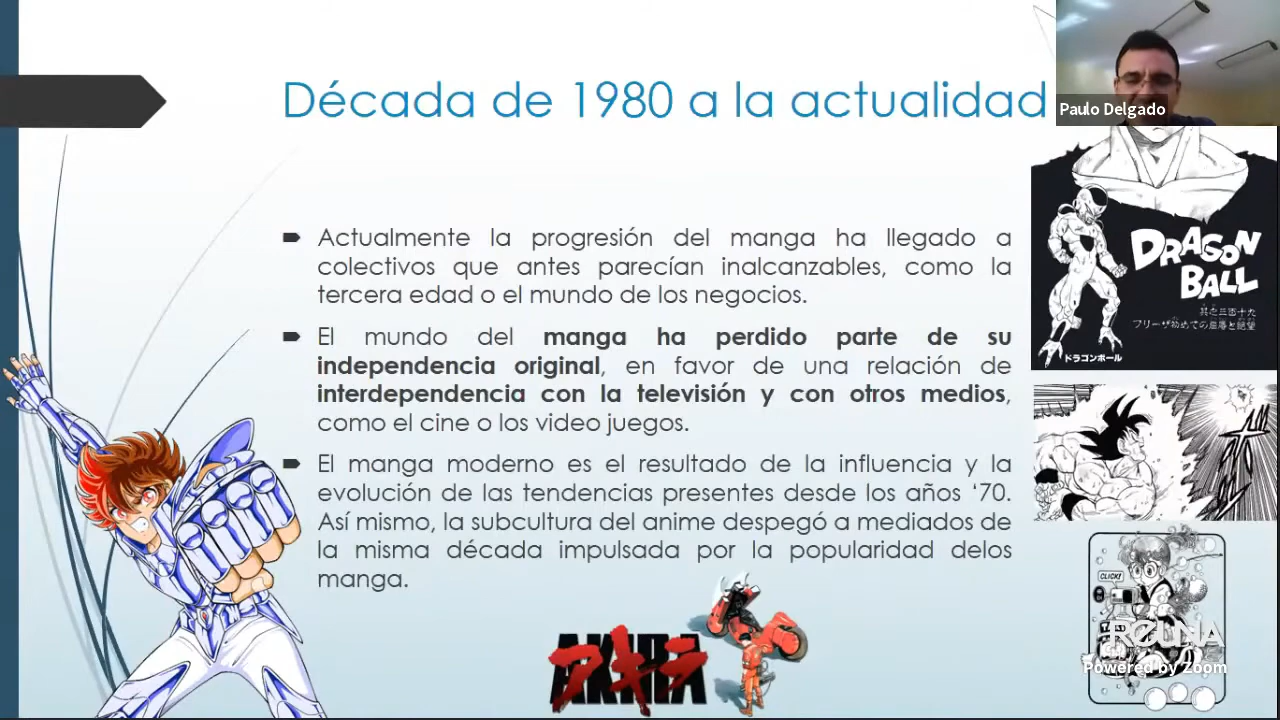 Década de 1980 a la actualidad
Paulo Delgado
Actualmente la progresión del manga ha llegado a
colectivos que antes parecían inalcanzables, como la
tercera edad o el mundo de los negocios.
El mundo del manga ha perdido parte de su
independencia original, en favor de una relación de
interdependencia con la televisión y con otros medios,
como el cine o los video juegos.
El manga moderno es el resultado de la influencia y la
evolución de las tendencias presentes desde los años ‘70.
Así mismo, la subcultura del anime despegó a mediados de
la misma década impulsada por la popularidad delos
manga.
DRAGON
BALL
ドラゴンボール
CLICK!
AKIRA
アキラ
Powered by Zoom